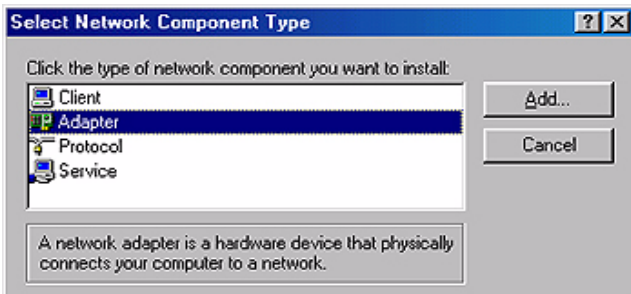 Select Network Component Type
Click the type of network component you want to install:
Client
Adapter
Protocol
Service
Add...
Cancel
A network adapter is a hardware device that physically
connects your computer to a network.